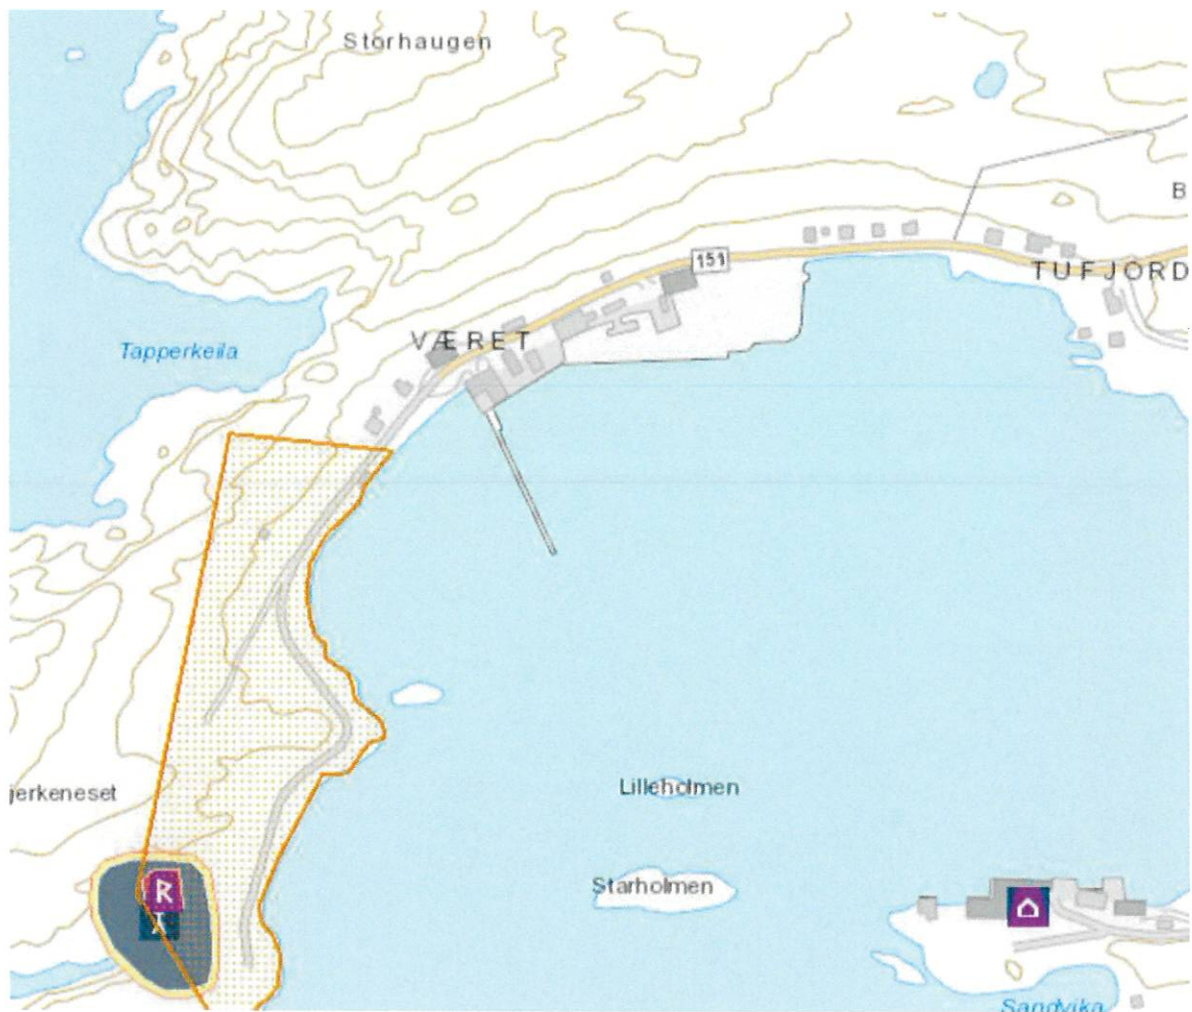 Storhaugen
B
151
TUFJORD
VÆRET
Tapperkeila
Lilleholmen
jerkeneset
R
Starholmen
Sandvika